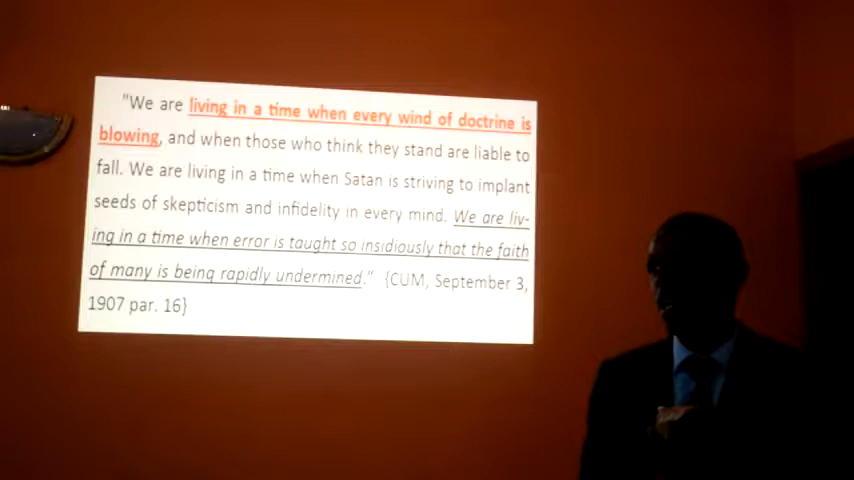 "We are living in a time when every wind of doctrine is
blowing, and when those who think they stand are liable to
fall. We are living in a time when Satan is striving to implant
seeds of skepticism and infidelity in every mind. We are liv-
ing in a time when error is taught so insidiously that the faith
of many is being rapidly undermined." {CUM, September 3,
1907 par. 16}